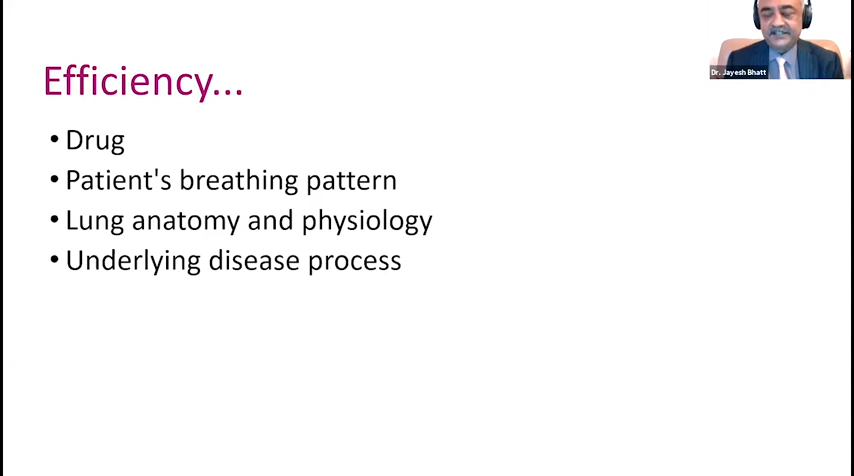 Dr. Jayesh Bhatt
Efficiency...
• Drug
• Patient's breathing pattern
• Lung anatomy and physiology
• Underlying disease process